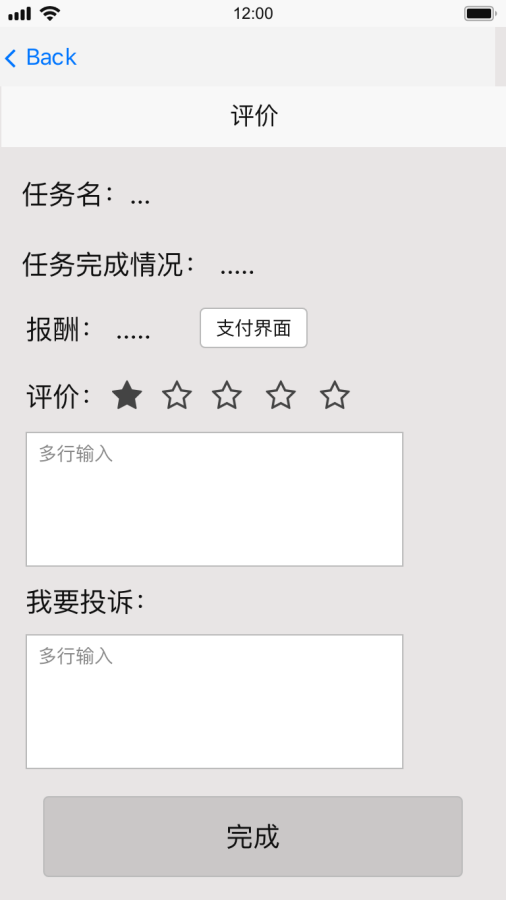 12:00
Back
评价
任务名：...
任务完成情况： .....
报酬： ..... 支付界面
评价：
多行输入
我要投诉：
多行输入
完成